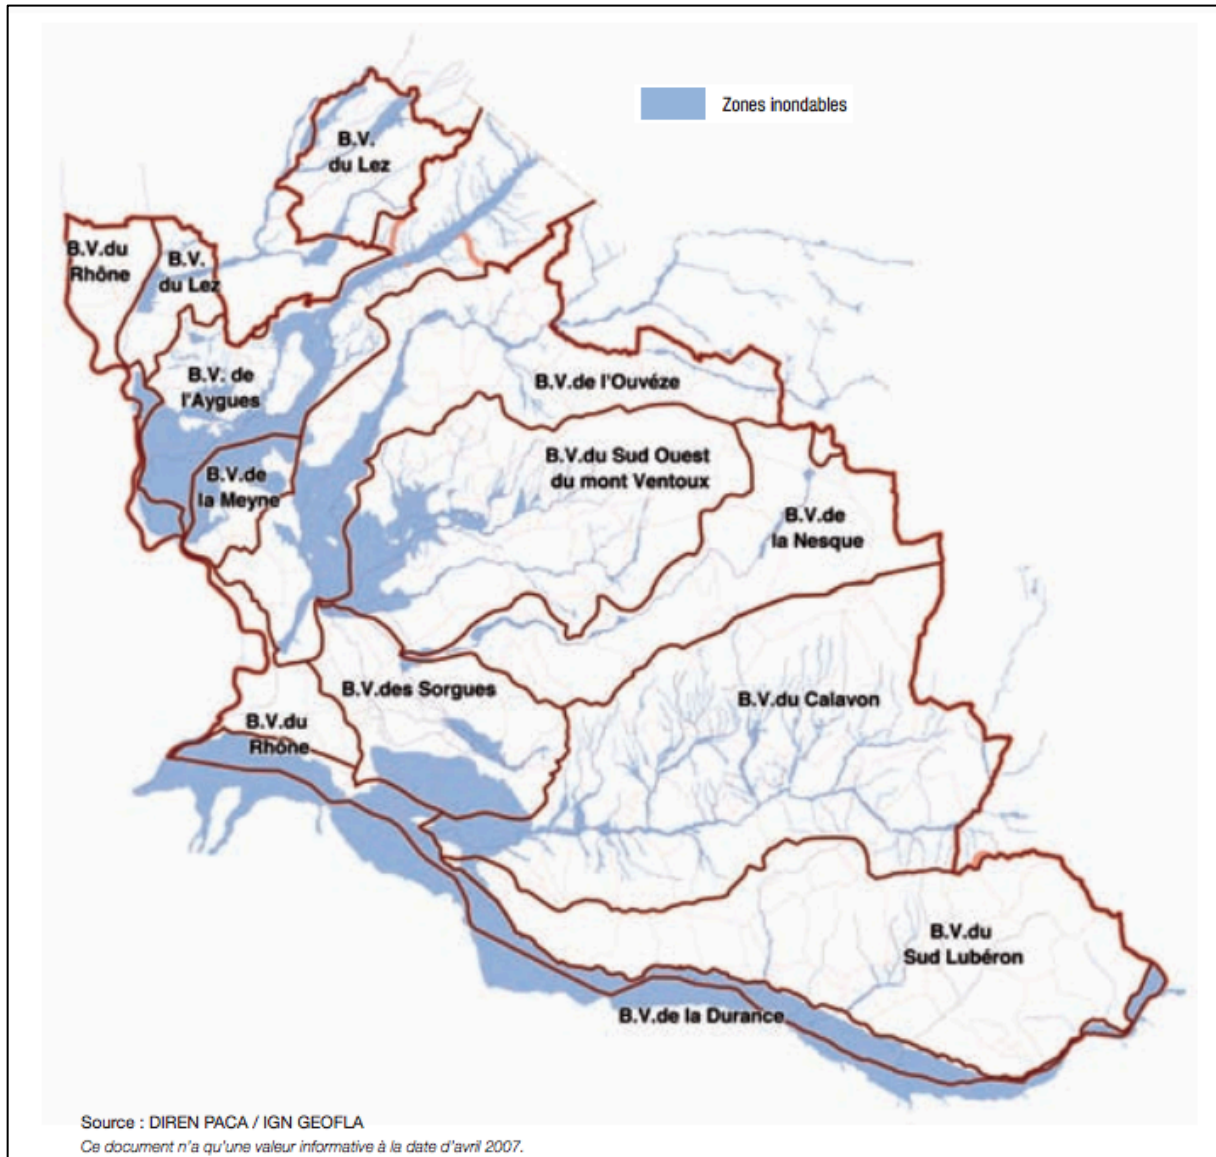 Zones inondables
B.V.
du Lez
B.V.du
Rhône
B.V.
du Lez
B.V. de
l'Aygues
B.V.de l'Ouvéze
B.V.du Sud Ouest
du mont Ventoux
B.V.de
la Meyne
B.V.de
la Nesque
B.V.des Sorgues
B.V.du Calavon
B.V.du
Rhône
B.V.du
Sud Lubéron
B.V.de la Durance
Source : DIREN PACA / IGN GEOFLA
Ce document n'a qu'une valeur informative à la date d'avril 2007.